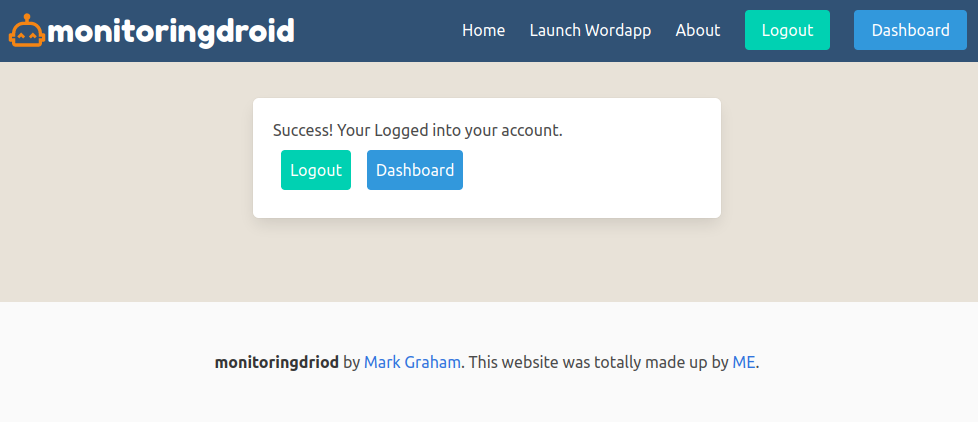 monitoringdroid Home Launch Wordapp About Logout Dashboard
Success! Your Logged into your account.
Logout Dashboard
monitoringdriod by Mark Graham. This website was totally made up by ME.